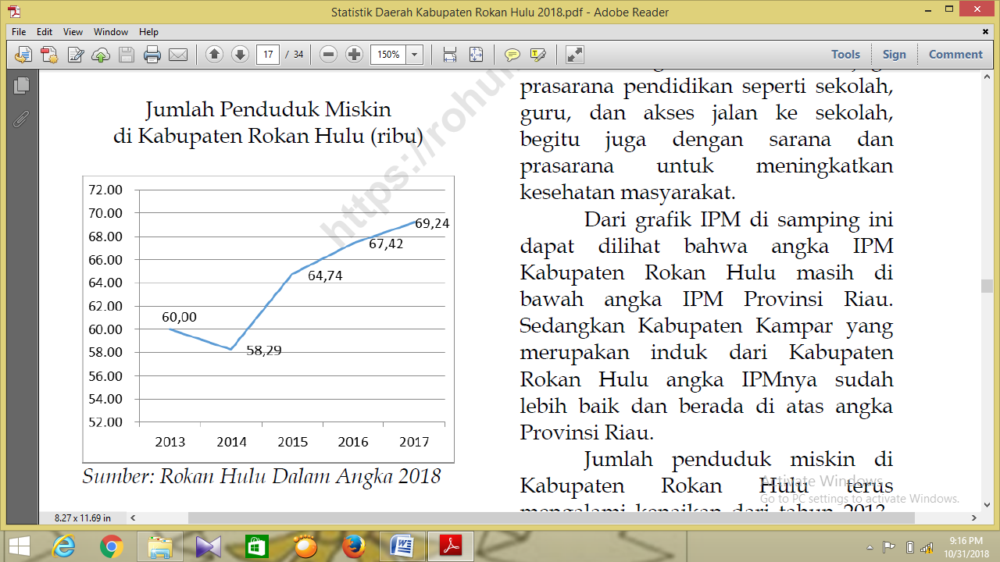 Statistik Daerah Kabupaten Rokan Hulu 2018.pdf - Adobe Reader
File Edit View Window Help
17 / 34 150% Tools Sign Comment
Jumlah Penduduk Miskin
di Kabupaten Rokan Hulu (ribu)
72.00
70.00
68.00
66.00
64.00
62.00
60.00
58.00
56.00
54.00
52.00
60,00
58,29
64,74
67,42
69,24
2013 2014 2015 2016 2017
Sumber: Rokan Hulu Dalam Angka 2018
https://rohu
prasarana pendidikan seperti sekolah,
guru, dan akses jalan ke sekolah,
begitu juga dengan sarana dan
prasarana untuk meningkatkan
kesehatan masyarakat.
Dari grafik IPM di samping ini
dapat dilihat bahwa angka IPM
Kabupaten Rokan Hulu masih di
bawah angka IPM Provinsi Riau.
Sedangkan Kabupaten Kampar yang
merupakan induk dari Kabupaten
Rokan Hulu angka IPMnya sudah
lebih baik dan berada di atas angka
Provinsi Riau.
Jumlah penduduk miskin di
Kabupaten Rokan Hulu terus
mengalami kenaikan dari tahun 2013
Activate Windows
Go to PC settings to activate Windows.
8.27 x 11.69 in
9:16 PM
10/31/2018